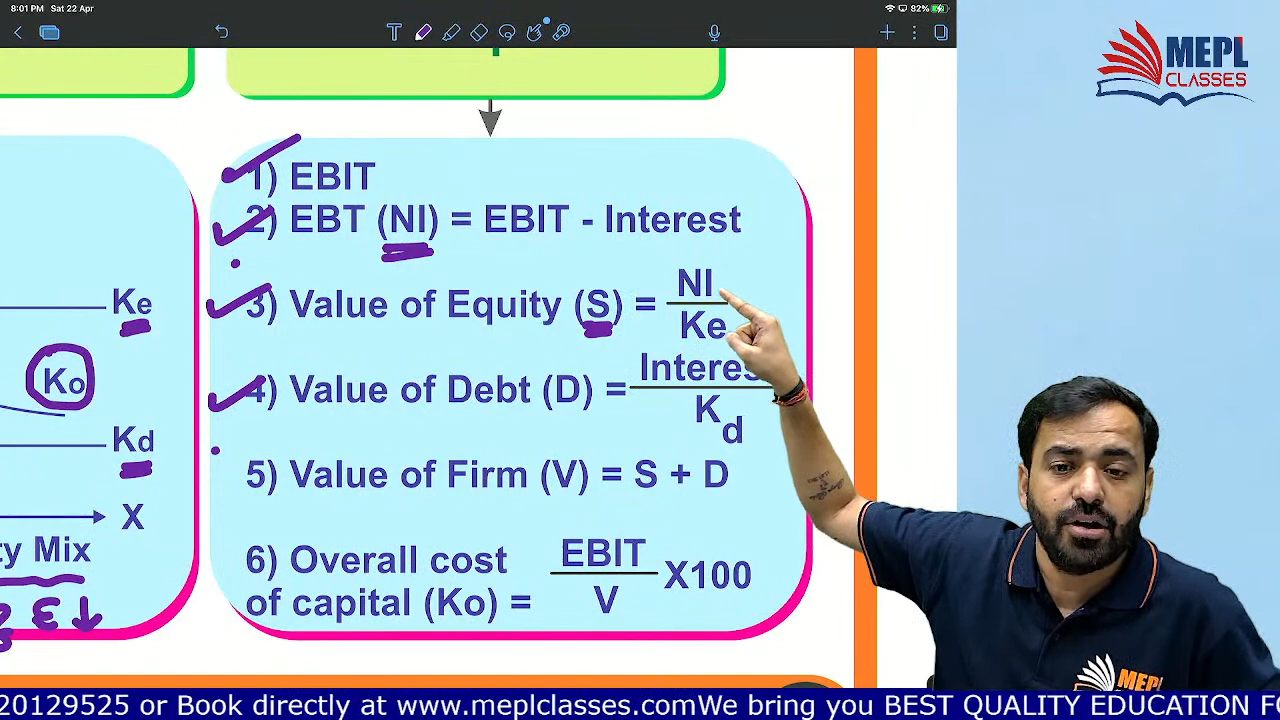 8:01 PM Sat 22 Apr
82%
MEPL
CLASSES
1) EBIT
2) EBT (NI) = EBIT - Interest
3) Value of Equity (S) = NI
Ke
4) Value of Debt (D) = Interes
Kd
5) Value of Firm (V) = S + D
6) Overall cost
of capital (Ko) = EBIT X100
V
Ke
Ko
Kd
X
ty Mix
E ↓
MEPL
20129525 or Book directly at www.meplclasses.comWe bring you BEST QUALITY EDUCATION FO